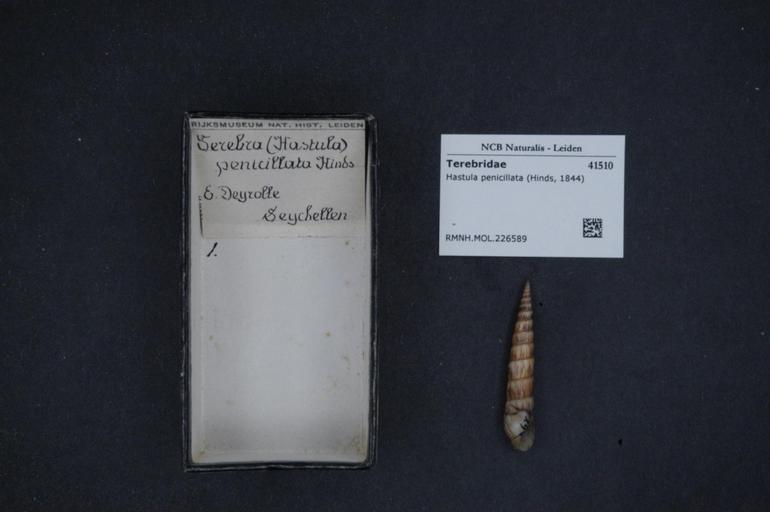 RIJKSMUSEUM NAT. HIST. LEIDEN
Terebra (Hastula)
penicillata Hinds
E. Deyrolle
Seychellen
1.
NCB Naturalis - Leiden
Terebridae 41510
Hastula penicillata (Hinds, 1844)
RMNH.MOL.226589